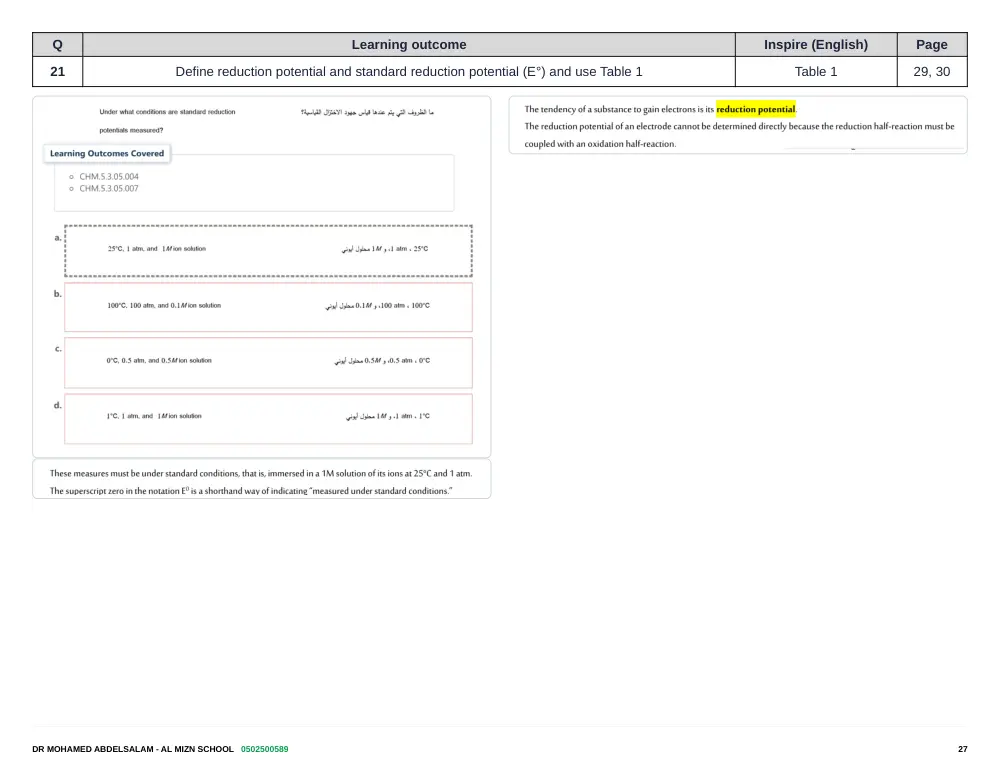 Q Learning outcome Inspire (English) Page
21 Define reduction potential and standard reduction potential (E°) and use Table 1 Table 1 29, 30
Under what conditions are standard reduction potentials measured?
ما الظروف التي يتم عندها قياس جهود الاختزال القياسية؟
Learning Outcomes Covered
CHM.5.3.05.004
CHM.5.3.05.007
a. 25°C, 1 atm, and 1M ion solution
25°C ، 1 atm، و 1M محلول أيوني
b. 100°C, 100 atm, and 0.1M ion solution
100°C ، 100 atm، و 0.1M محلول أيوني
c. 0°C, 0.5 atm, and 0.5M ion solution
0°C ، 0.5 atm، و 0.5M محلول أيوني
d. 1°C, 1 atm, and 1M ion solution
1°C ، 1 atm، و 1M محلول أيوني
These measures must be under standard conditions, that is, immersed in a 1M solution of its ions at 25°C and 1 atm.
The superscript zero in the notation E⁰ is a shorthand way of indicating "measured under standard conditions."
The tendency of a substance to gain electrons is its reduction potential.
The reduction potential of an electrode cannot be determined directly because the reduction half-reaction must be
coupled with an oxidation half-reaction.
DR MOHAMED ABDELSALAM - AL MIZN SCHOOL 0502500589
27